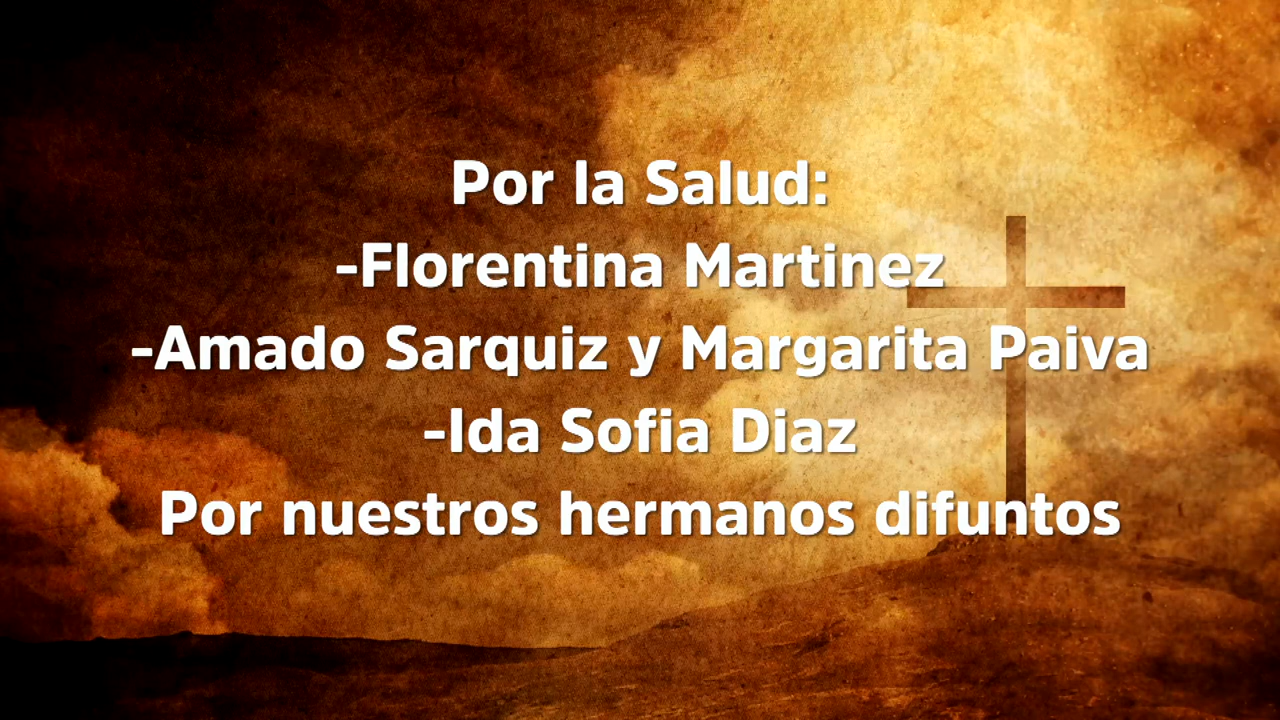 Por la Salud:
-Florentina Martinez
-Amado Sarquiz y Margarita Paiva
-Ida Sofia Diaz
Por nuestros hermanos difuntos